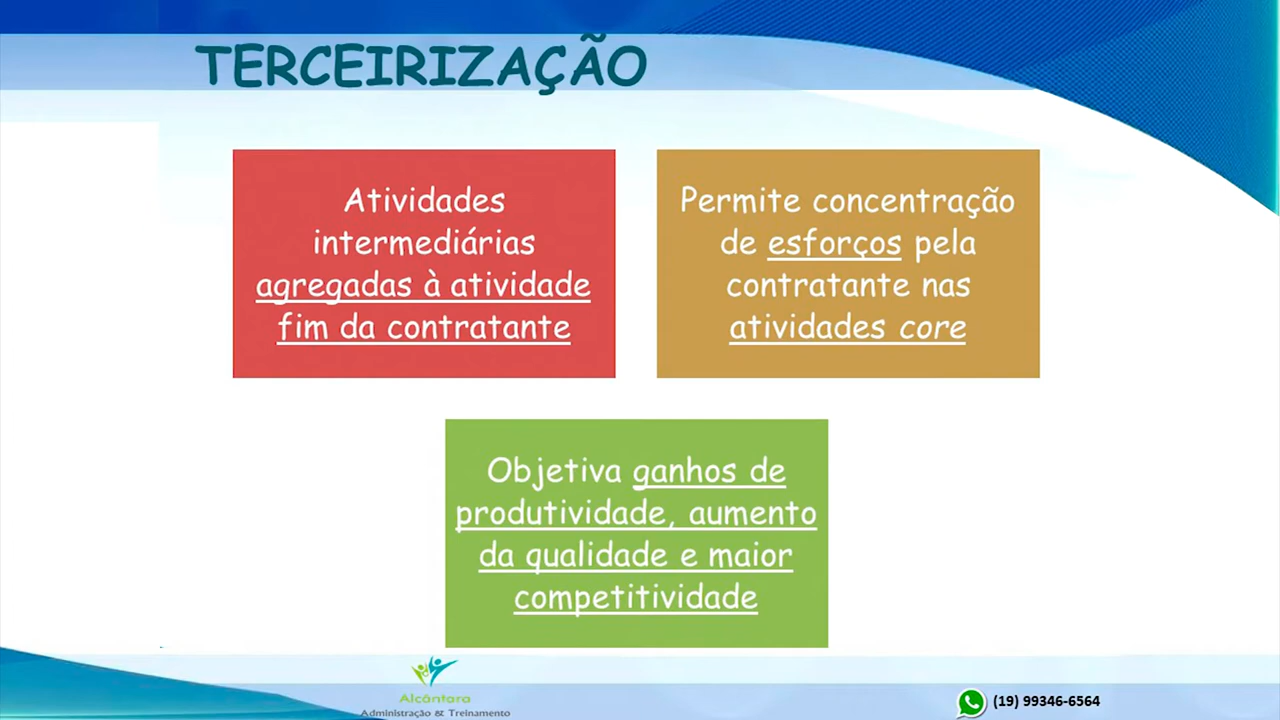 TERCEIRIZAÇÃO
Atividades
intermediárias
agregadas à atividade
fim da contratante
Permite concentração
de esforços pela
contratante nas
atividades core
Objetiva ganhos de
produtividade, aumento
da qualidade e maior
competitividade
Alcântara
Administração & Treinamento
(19) 99346-6564